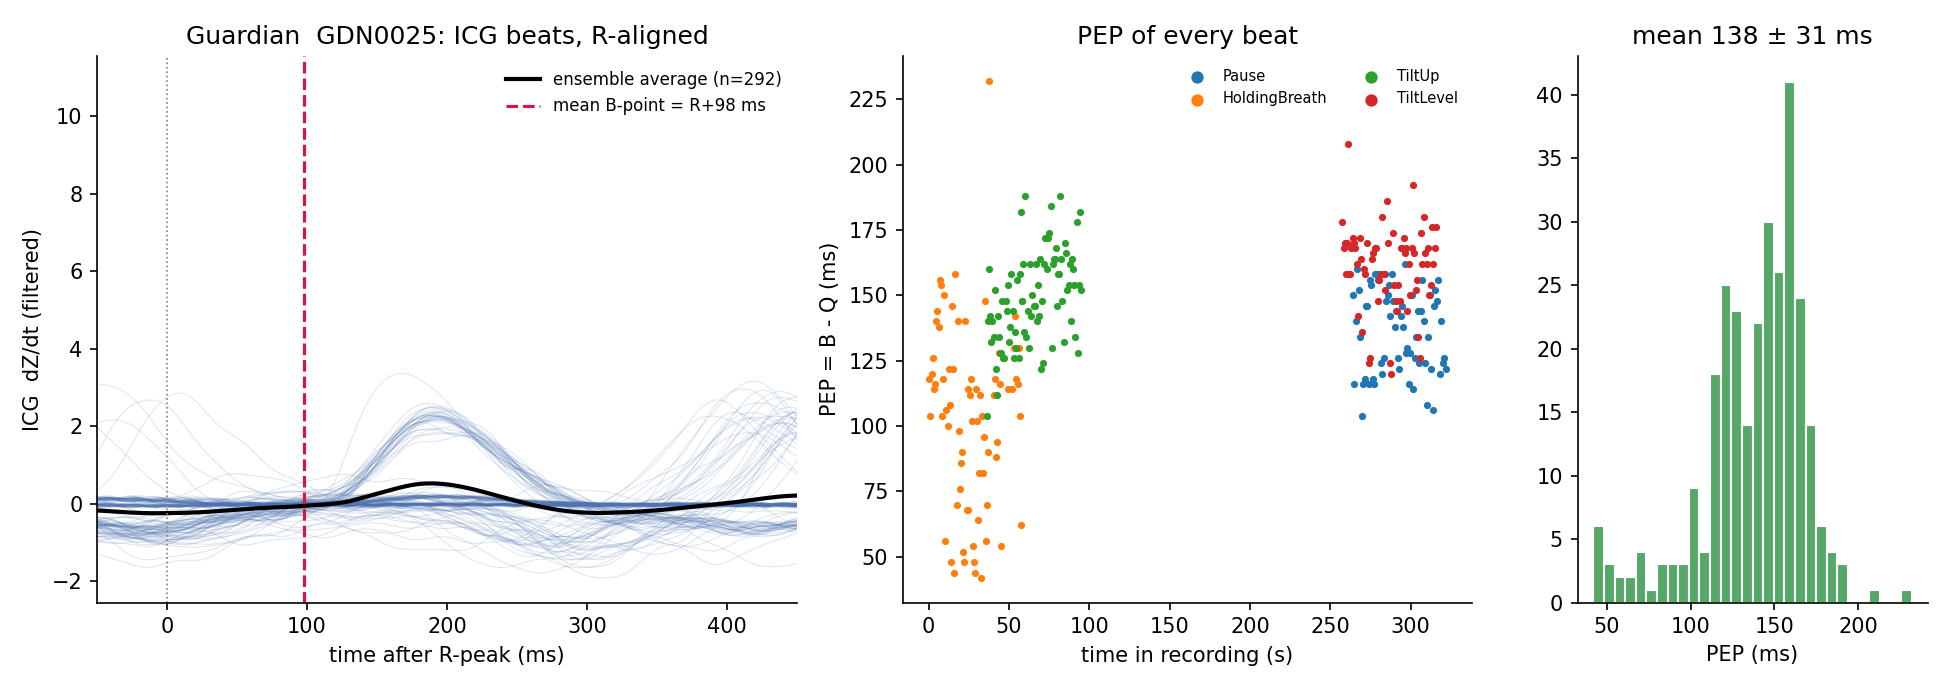 Guardian  GDN0025: ICG beats, R-aligned
ensemble average (n=292)
mean B-point = R+98 ms
ICG  dZ/dt (filtered)
10
8
6
4
2
0
−2
0
100
200
300
400
time after R-peak (ms)
PEP of every beat
Pause
HoldingBreath
TiltUp
TiltLevel
PEP = B - Q (ms)
225
200
175
150
125
100
75
50
0
50
100
150
200
250
300
time in recording (s)
mean 138 ± 31 ms
40
35
30
25
20
15
10
5
0
50
100
150
200
PEP (ms)